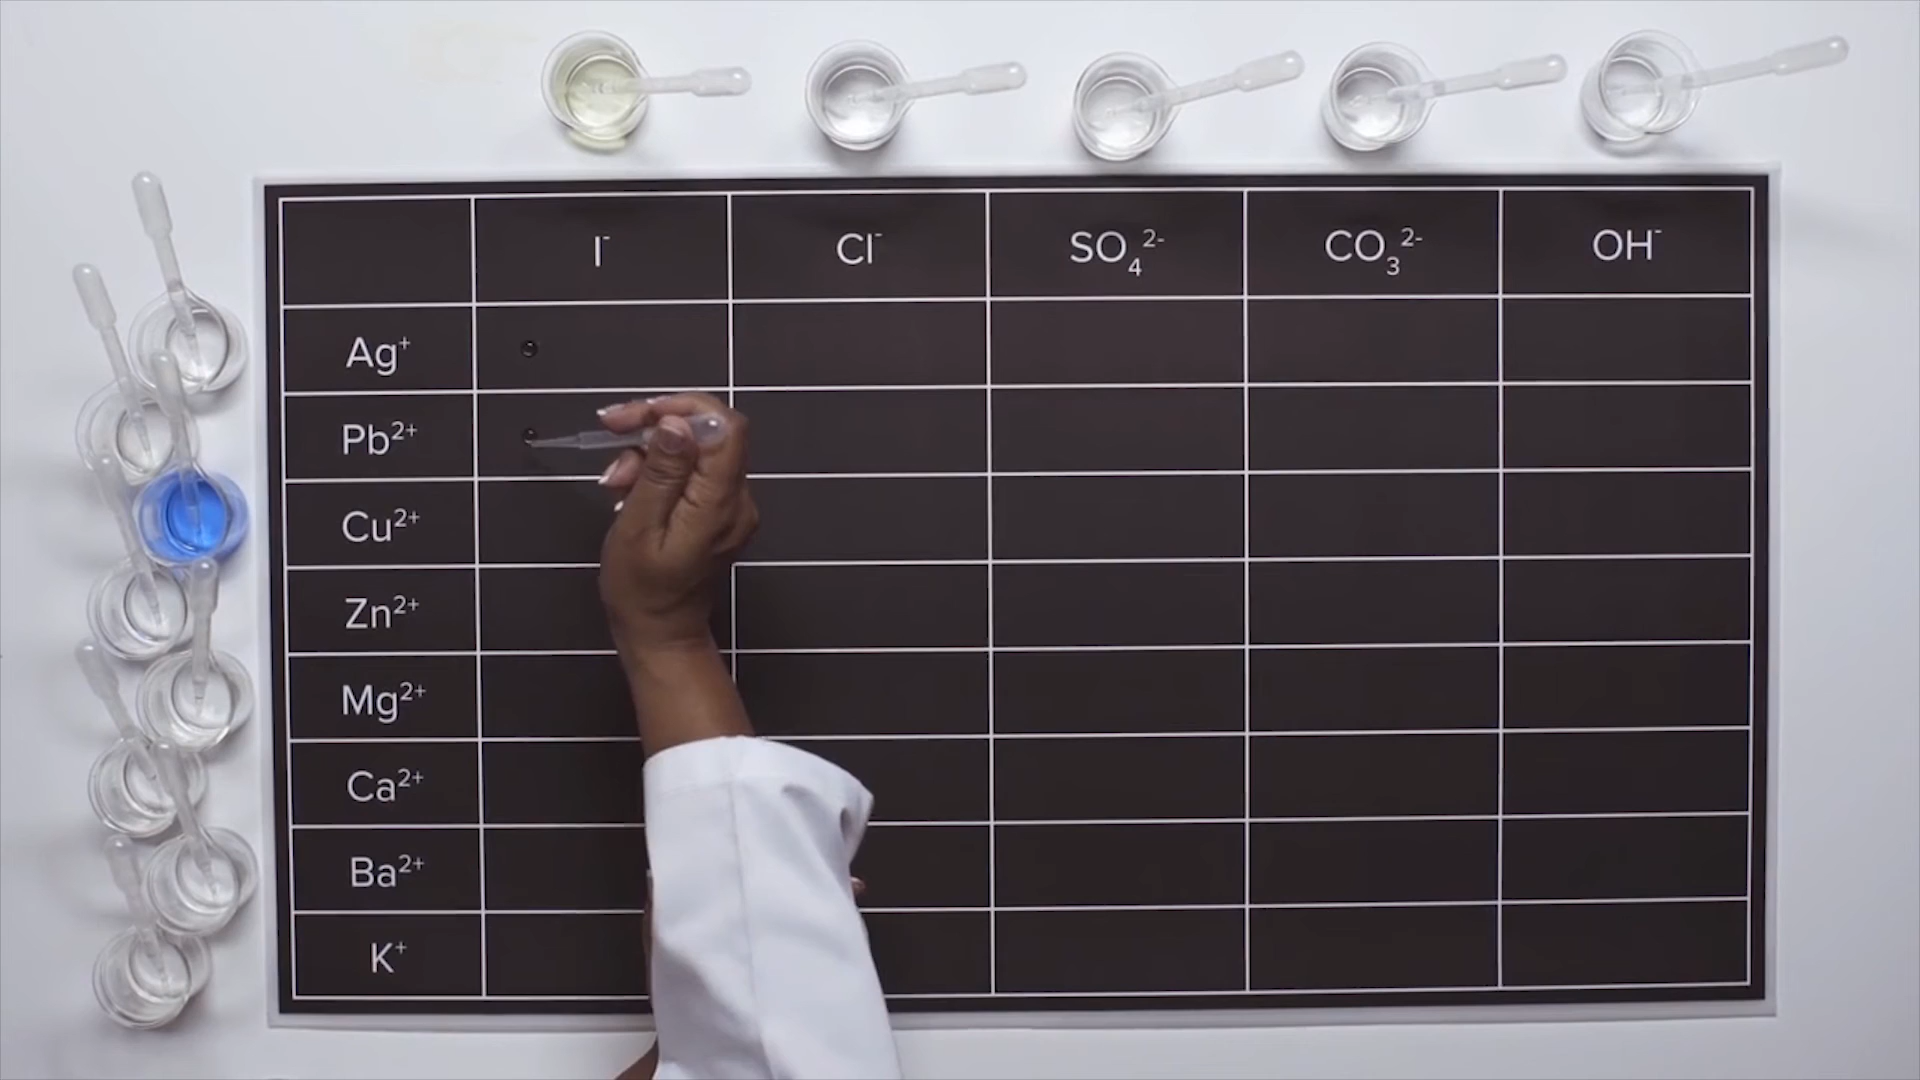 I⁻ Cl⁻ SO₄²⁻ CO₃²⁻ OH⁻
Ag⁺
Pb²⁺
Cu²⁺
Zn²⁺
Mg²⁺
Ca²⁺
Ba²⁺
K⁺